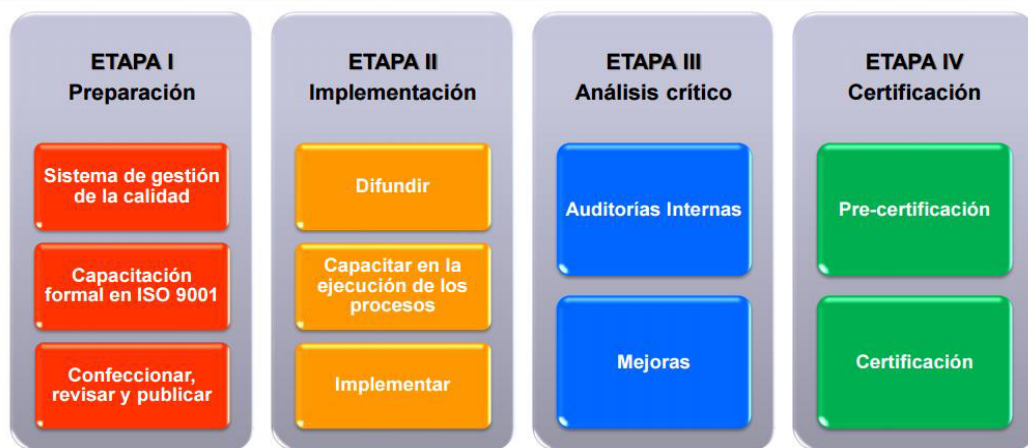 ETAPA I
Preparación
Sistema de gestión
de la calidad
Capacitación
formal en ISO 9001
Confeccionar,
revisar y publicar
ETAPA II
Implementación
Difundir
Capacitar en la
ejecución de los
procesos
Implementar
ETAPA III
Análisis crítico
Auditorías Internas
Mejoras
ETAPA IV
Certificación
Pre-certificación
Certificación